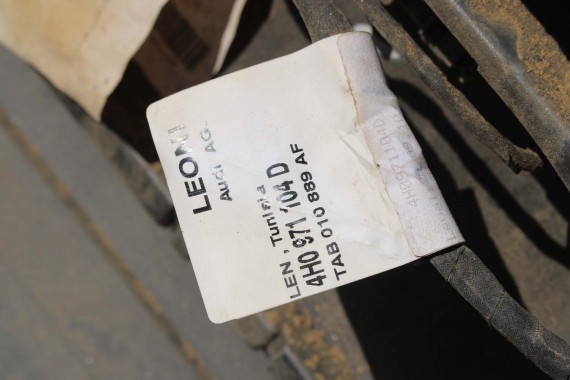 LEONI
Audi AG-
LEN, Tunisia
4H0 971 104 D
TAB 010 889 AF